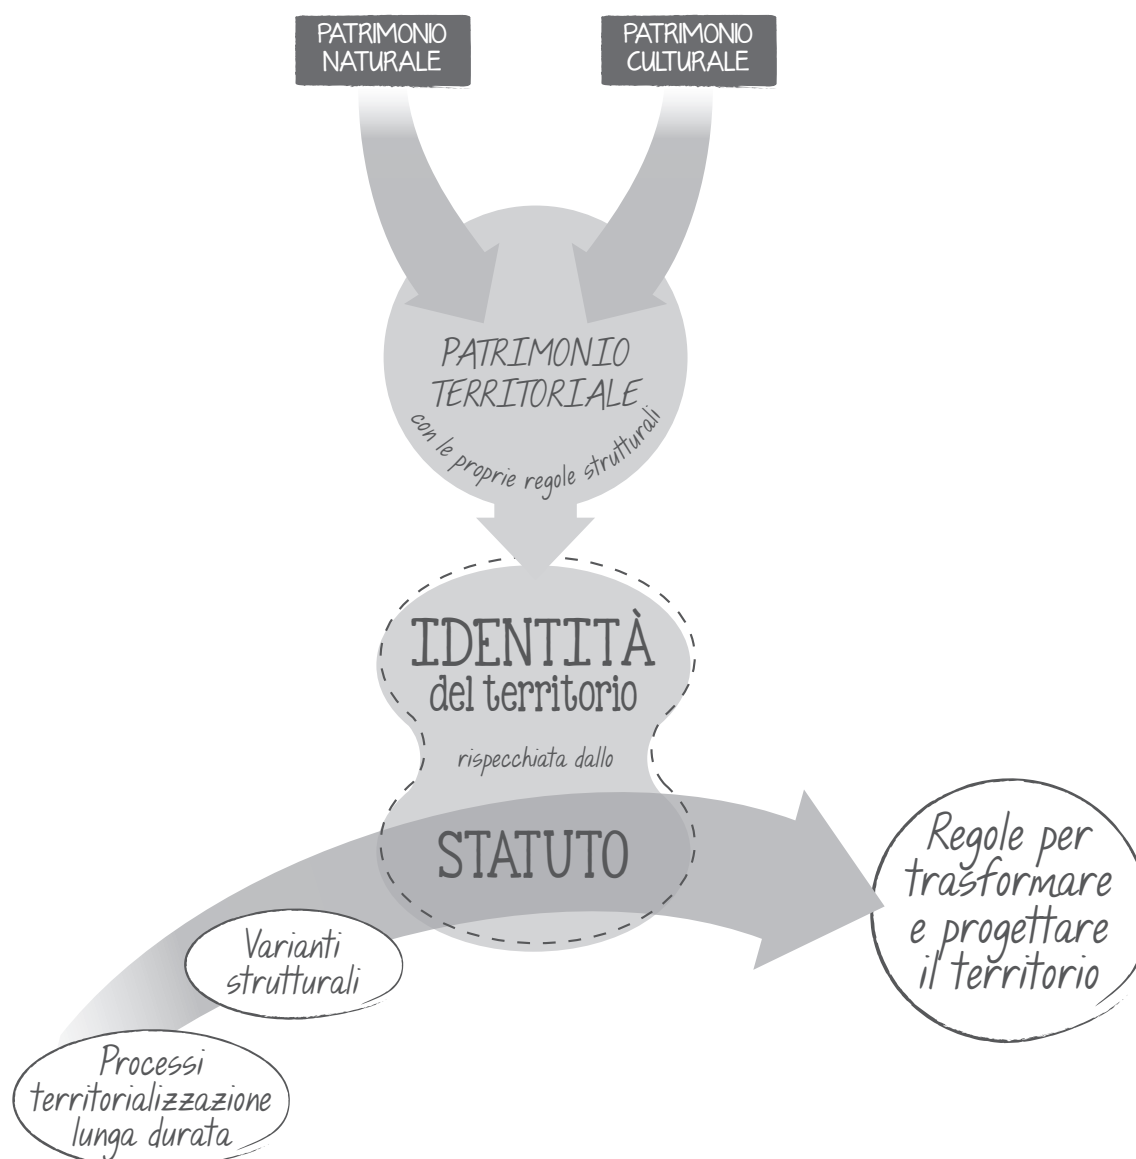 PATRIMONIO
NATURALE
PATRIMONIO
CULTURALE
PATRIMONIO
TERRITORIALE
con le proprie regole strutturali
IDENTITÀ
del territorio
rispecchiata dallo
STATUTO
Varianti
strutturali
Processi
territorializzazione
lunga durata
Regole per
trasformare
e progettare
il territorio